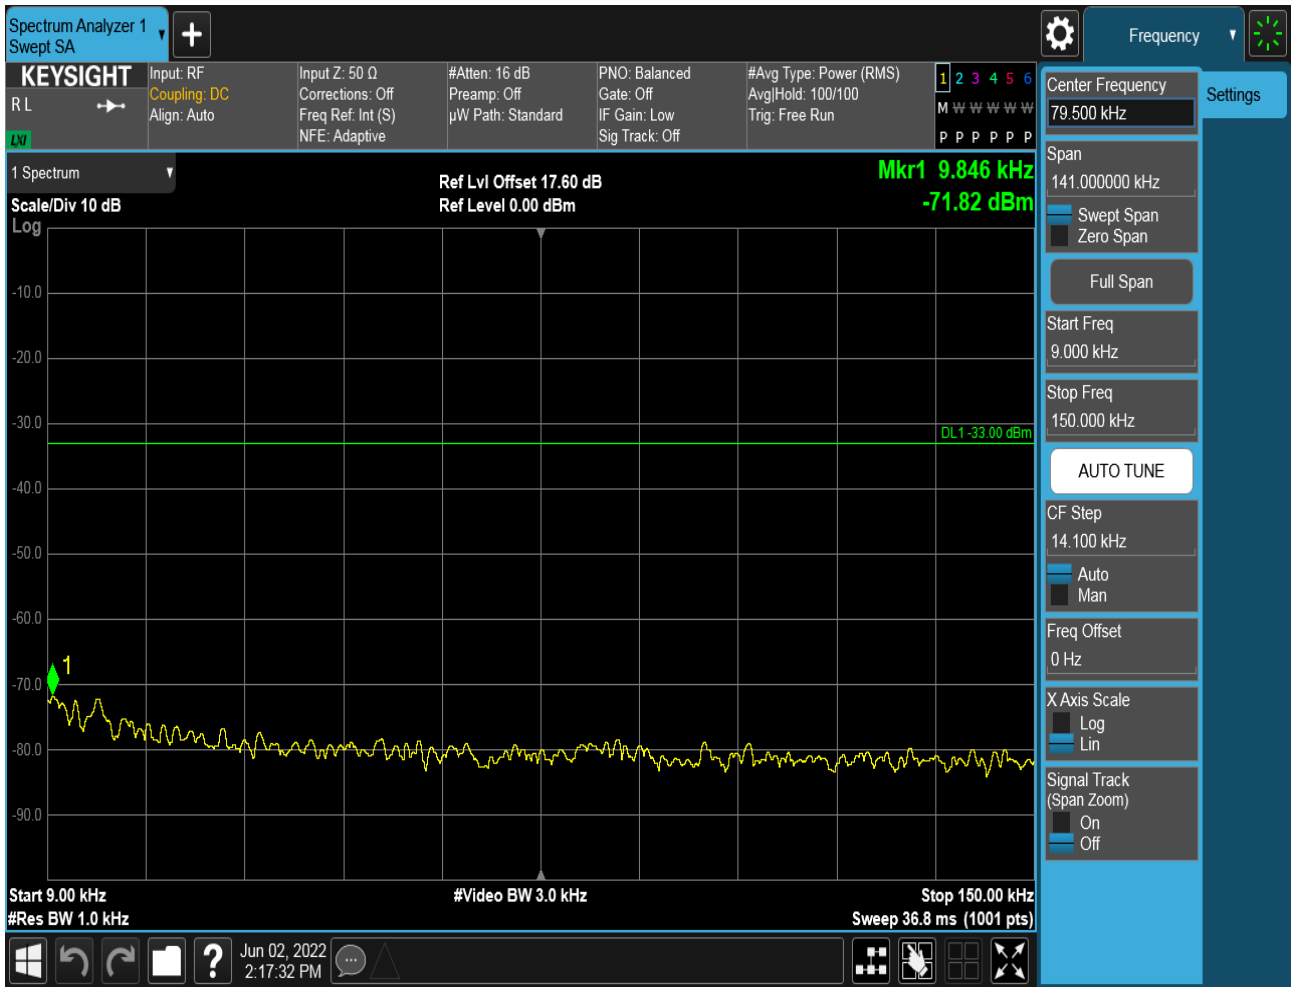 Spectrum Analyzer 1
Swept SA
+
Frequency
KEYSIGHT
R L
LXI
Input: RF
Coupling: DC
Align: Auto
Input Z: 50 Ω
Corrections: Off
Freq Ref: Int (S)
NFE: Adaptive
#Atten: 16 dB
Preamp: Off
µW Path: Standard
PNO: Balanced
Gate: Off
IF Gain: Low
Sig Track: Off
#Avg Type: Power (RMS)
Avg|Hold: 100/100
Trig: Free Run
1 2 3 4 5 6
M W W W W W
P P P P P P
1 Spectrum
Scale/Div 10 dB
Log
Ref Lvl Offset 17.60 dB
Ref Level 0.00 dBm
Mkr1 9.846 kHz
-71.82 dBm
-10.0
-20.0
-30.0
DL1 -33.00 dBm
-40.0
-50.0
-60.0
1
-70.0
-80.0
-90.0
Start 9.00 kHz
#Video BW 3.0 kHz
Stop 150.00 kHz
#Res BW 1.0 kHz
Sweep 36.8 ms (1001 pts)
?
Jun 02, 2022
2:17:32 PM
Center Frequency
79.500 kHz
Settings
Span
141.000000 kHz
Swept Span
Zero Span
Full Span
Start Freq
9.000 kHz
Stop Freq
150.000 kHz
AUTO TUNE
CF Step
14.100 kHz
Auto
Man
Freq Offset
0 Hz
X Axis Scale
Log
Lin
Signal Track
(Span Zoom)
On
Off